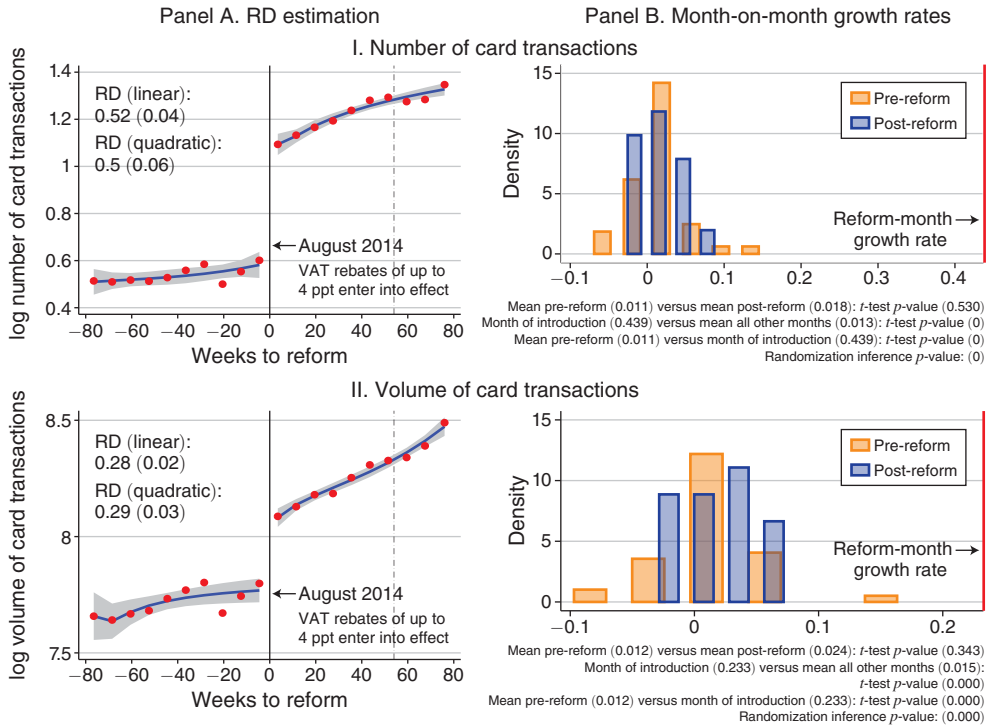 Panel A. RD estimation
Panel B. Month-on-month growth rates
I. Number of card transactions
log number of card transactions
1.4
1.2
1
0.6
0.4
RD (linear):
0.52 (0.04)
RD (quadratic):
0.5 (0.06)
August 2014
VAT rebates of up to
4 ppt enter into effect
−80 −60 −40 −20 0 20 40 60 80
Weeks to reform
Density
15
10
5
0
Pre-reform
Post-reform
Reform-month
growth rate
−0.1 0 0.1 0.2 0.3 0.4
Mean pre-reform (0.011) versus mean post-reform (0.018): t-test p-value (0.530)
Month of introduction (0.439) versus mean all other months (0.013): t-test p-value (0)
Mean pre-reform (0.011) versus month of introduction (0.439): t-test p-value (0)
Randomization inference p-value: (0)
II. Volume of card transactions
log volume of card transactions
8.5
8
7.5
RD (linear):
0.28 (0.02)
RD (quadratic):
0.29 (0.03)
August 2014
VAT rebates of up to
4 ppt enter into effect
−80 −60 −40 −20 0 20 40 60 80
Weeks to reform
Density
15
10
5
0
Pre-reform
Post-reform
Reform-month
growth rate
−0.1 0 0.1 0.2
Mean pre-reform (0.012) versus mean post-reform (0.024): t-test p-value (0.343)
Month of introduction (0.233) versus mean all other months (0.015):
t-test p-value (0.000)
Mean pre-reform (0.012) versus month of introduction (0.233): t-test p-value (0.000)
Randomization inference p-value: (0.000)